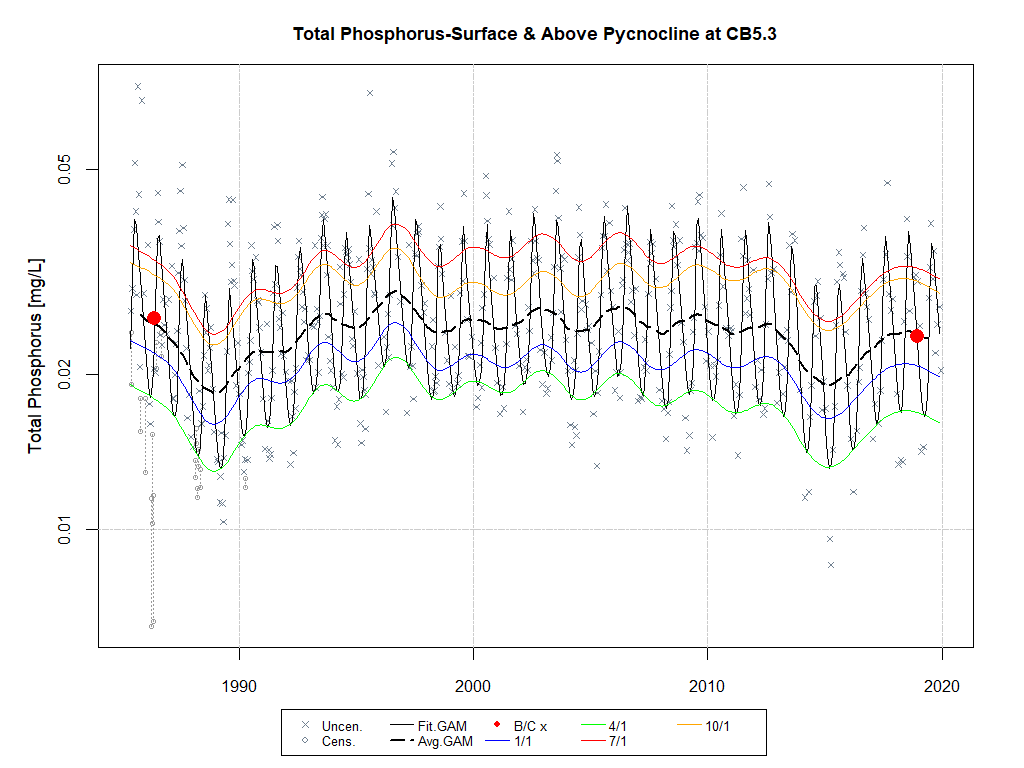 Total Phosphorus-Surface & Above Pycnocline at CB5.3
Total Phosphorus [mg/L]
0.05
0.02
0.01
1990 2000 2010 2020
Uncen. Fit.GAM B/C x 4/1 10/1
Cens. Avg.GAM 1/1 7/1